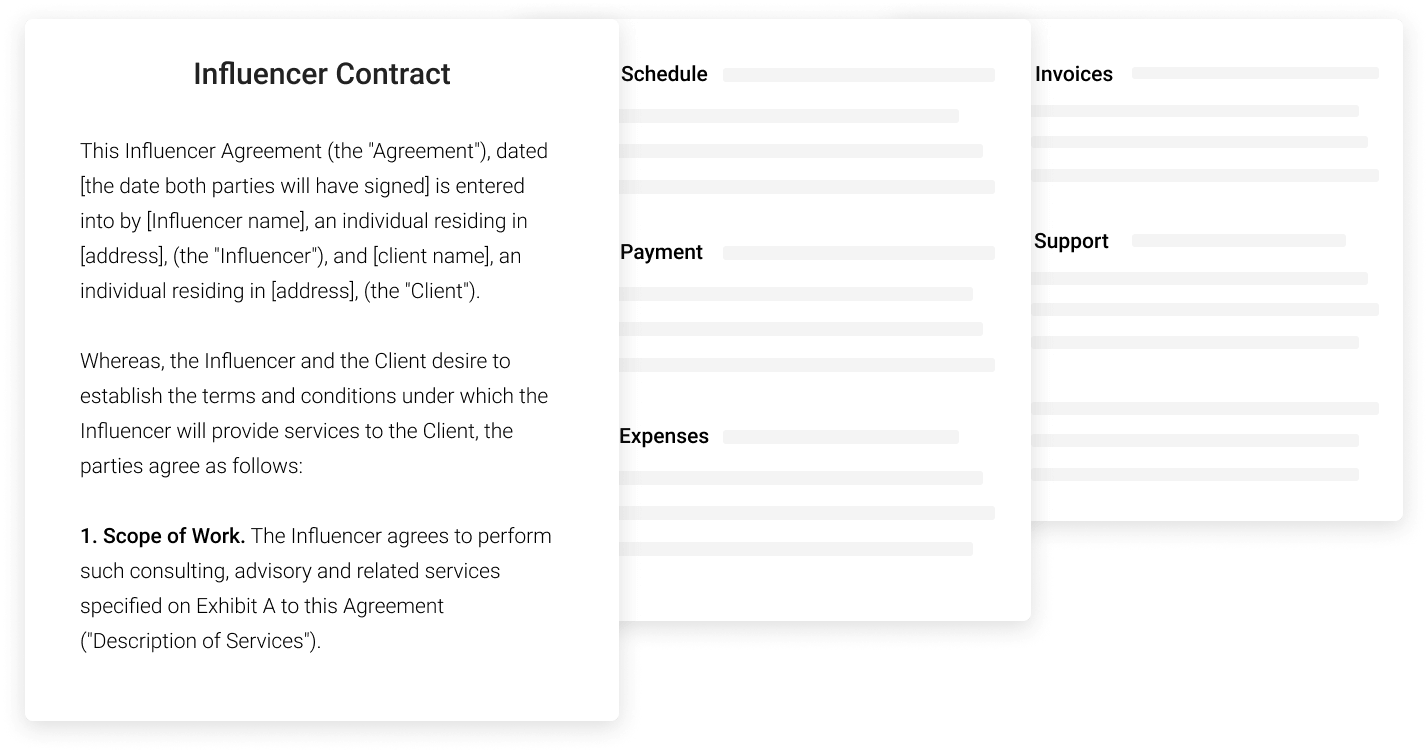 Influencer Contract
This Influencer Agreement (the "Agreement"), dated
[the date both parties will have signed] is entered
into by [Influencer name], an individual residing in
[address], (the "Influencer"), and [client name], an
individual residing in [address], (the "Client").
Whereas, the Influencer and the Client desire to
establish the terms and conditions under which the
Influencer will provide services to the Client, the
parties agree as follows:
1. Scope of Work. The Influencer agrees to perform
such consulting, advisory and related services
specified on Exhibit A to this Agreement
("Description of Services").
Schedule
Payment
Expenses
Invoices
Support